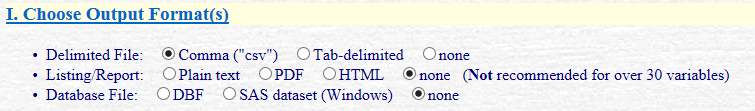 I. Choose Output Format(s)
• Delimited File: Comma ("csv") Tab-delimited none
• Listing/Report: Plain text PDF HTML none (Not recommended for over 30 variables)
• Database File: DBF SAS dataset (Windows) none